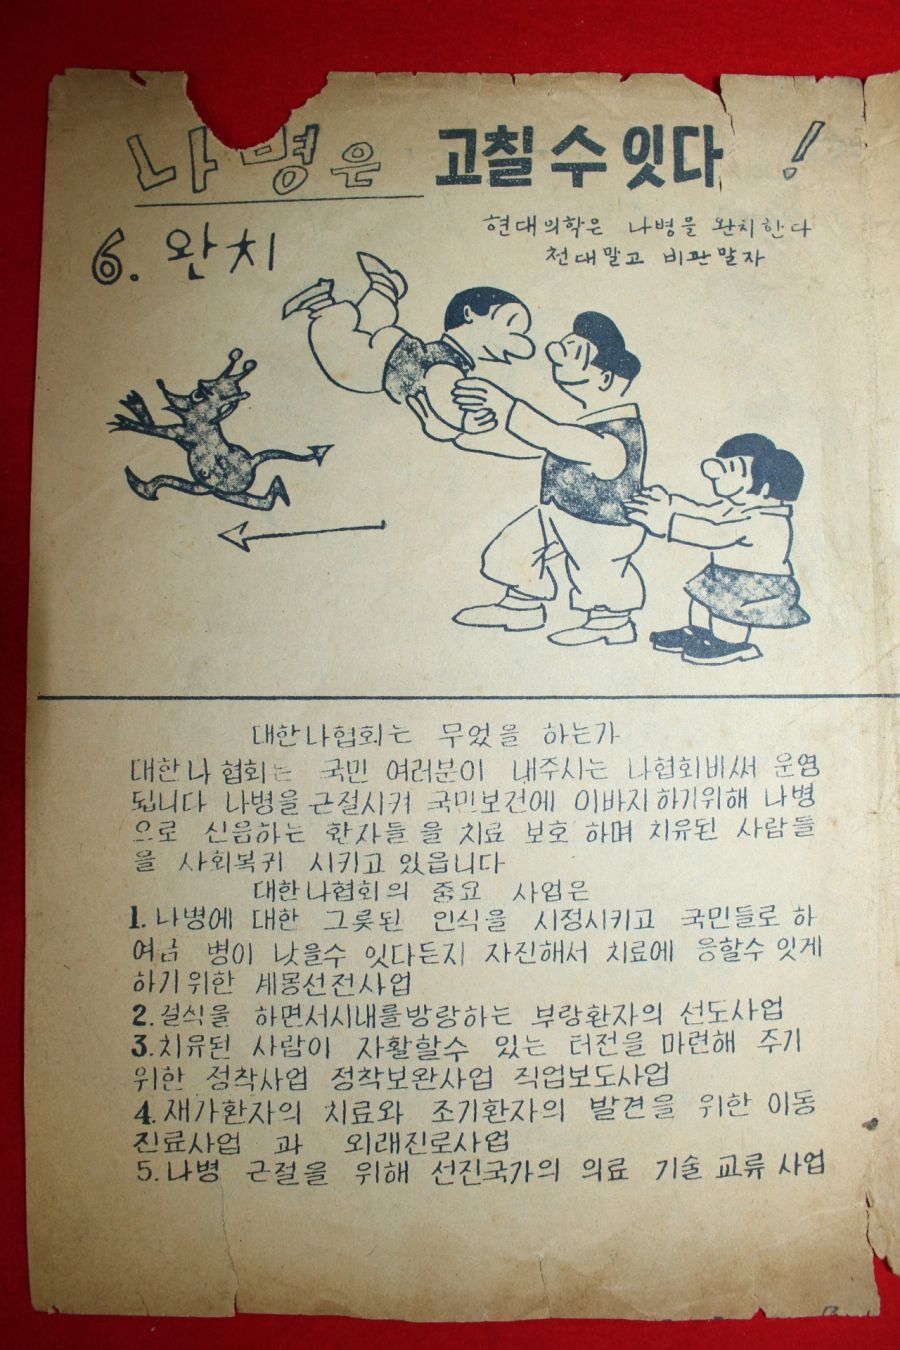 나병은 고칠 수 잇다 !
6. 완치
현대의학은 나병을 완치한다
천대말고 비판말자
대한나협회는 무었을 하는가
대한나협회는 국민 여러분이 내주시는 나협회비써 운영
됩니다 나병을 근절시켜 국민보건에 이바지하기위해 나병
으로 신음하는 환자들을 치료 보호하며 치유된 사람들
을 사회복귀 시키고 있읍니다
대한나협회의 중요 사업은
1. 나병에 대한 그릇된 인식을 시정시키고 국민들로 하
여금 병이 낫을수 잇다든지 자진해서 치료에 응할수 잇게
하기위한 계몽선전사업
2. 걸식을 하면서시내를방랑하는 부랑환자의 선도사업
3. 치유된 사람이 자활할수 있는 터전을 마련해 주기
위한 정착사업 정착보완사업 직업보도사업
4. 재가환자의 치료와 조기환자의 발견을 위한 이동
진료사업 과 외래진로사업
5. 나병 근절을 위해 선진국가의 의료 기술 교류 사업